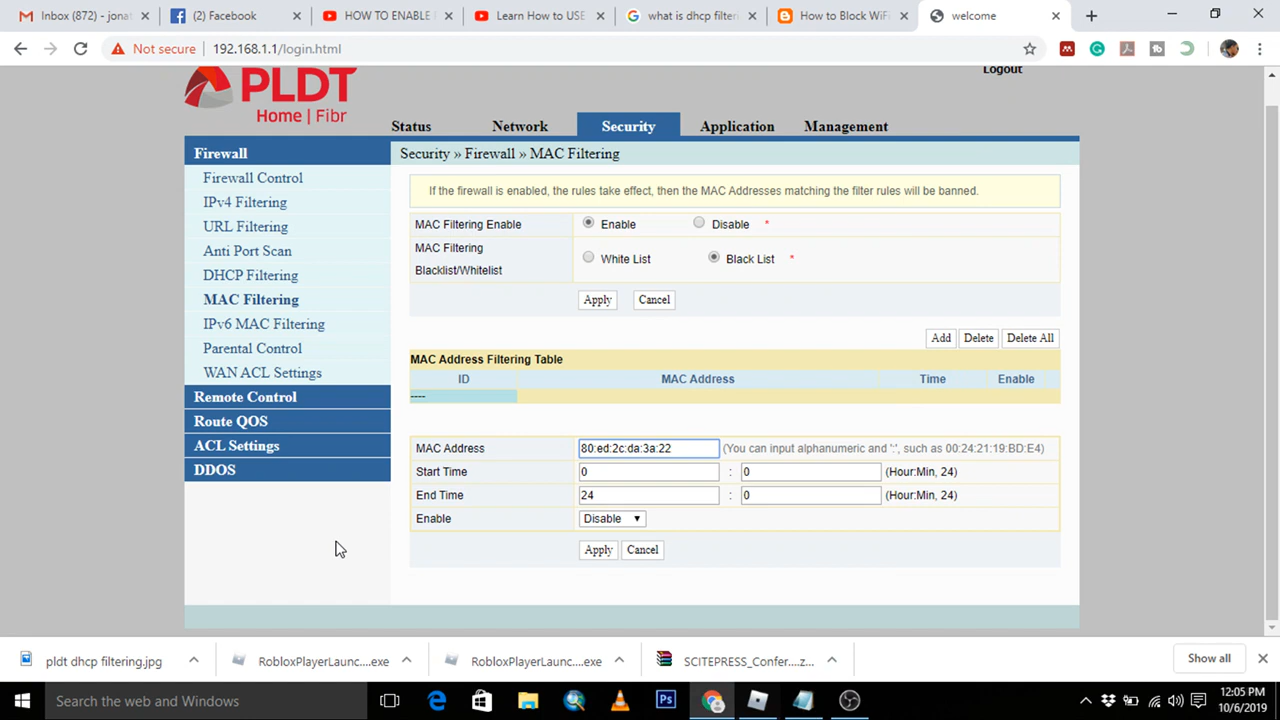 Inbox (872) - jonat
(2) Facebook
HOW TO ENABLE
Learn How to USE
what is dhcp filteri
How to Block WiF
welcome
Not secure | 192.168.1.1/login.html
PLDT
Home | Fibr
Logout
Status Network Security Application Management
Firewall
Firewall Control
IPv4 Filtering
URL Filtering
Anti Port Scan
DHCP Filtering
MAC Filtering
IPv6 MAC Filtering
Parental Control
WAN ACL Settings
Remote Control
Route QOS
ACL Settings
DDOS
Security » Firewall » MAC Filtering
If the firewall is enabled, the rules take effect, then the MAC Addresses matching the filter rules will be banned.
MAC Filtering Enable Enable Disable *
MAC Filtering
Blacklist/Whitelist
White List Black List *
Apply Cancel
Add Delete Delete All
MAC Address Filtering Table
ID MAC Address Time Enable
----
MAC Address 80:ed:2c:da:3a:22 (You can input alphanumeric and ':', such as 00:24:21:19:BD:E4)
Start Time 0 : 0 (Hour:Min, 24)
End Time 24 : 0 (Hour:Min, 24)
Enable Disable
Apply Cancel
pldt dhcp filtering.jpg
RobloxPlayerLaunc....exe
RobloxPlayerLaunc....exe
SCITEPRESS_Confer....z...
Show all
Search the web and Windows
Ps
12:05 PM
10/6/2019